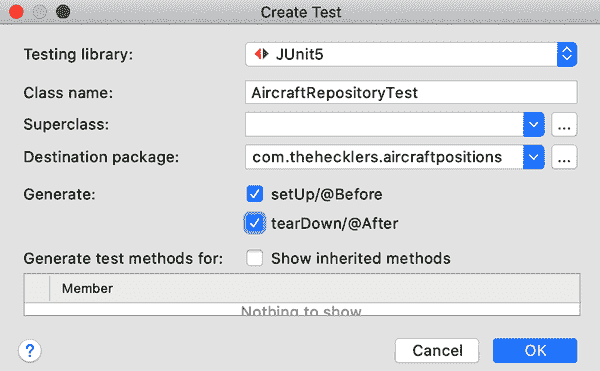 Create Test
Testing library: JUnit5
Class name: AircraftRepositoryTest
Superclass: ...
Destination package: com.thehecklers.aircraftpositions ...
Generate: setUp/@Before
tearDown/@After
Generate test methods for: Show inherited methods
Member
Nothing to show
? Cancel OK